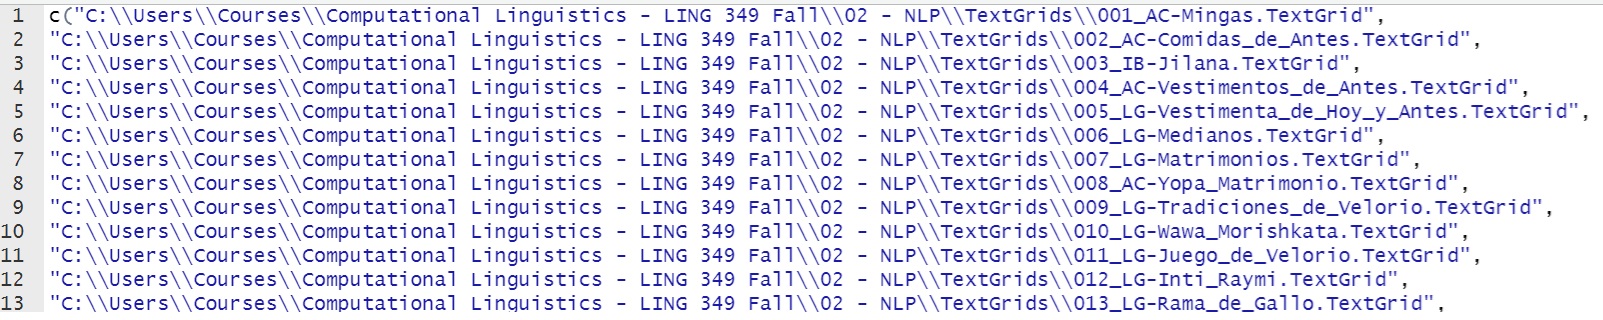 1 c("C:\\Users\\Courses\\Computational Linguistics - LING 349 Fall\\02 - NLP\\TextGrids\\001_AC-Mingas.TextGrid",
2 "C:\\Users\\Courses\\Computational Linguistics - LING 349 Fall\\02 - NLP\\TextGrids\\002_AC-Comidas_de_Antes.TextGrid",
3 "C:\\Users\\Courses\\Computational Linguistics - LING 349 Fall\\02 - NLP\\TextGrids\\003_IB-Jilana.TextGrid",
4 "C:\\Users\\Courses\\Computational Linguistics - LING 349 Fall\\02 - NLP\\TextGrids\\004_AC-Vestimentos_de_Antes.TextGrid",
5 "C:\\Users\\Courses\\Computational Linguistics - LING 349 Fall\\02 - NLP\\TextGrids\\005_LG-Vestimenta_de_Hoy_y_Antes.TextGrid",
6 "C:\\Users\\Courses\\Computational Linguistics - LING 349 Fall\\02 - NLP\\TextGrids\\006_LG-Medianos.TextGrid",
7 "C:\\Users\\Courses\\Computational Linguistics - LING 349 Fall\\02 - NLP\\TextGrids\\007_LG-Matrimonios.TextGrid",
8 "C:\\Users\\Courses\\Computational Linguistics - LING 349 Fall\\02 - NLP\\TextGrids\\008_AC-Yopa_Matrimonio.TextGrid",
9 "C:\\Users\\Courses\\Computational Linguistics - LING 349 Fall\\02 - NLP\\TextGrids\\009_LG-Tradiciones_de_Velorio.TextGrid",
10 "C:\\Users\\Courses\\Computational Linguistics - LING 349 Fall\\02 - NLP\\TextGrids\\010_LG-Wawa_Morishkata.TextGrid",
11 "C:\\Users\\Courses\\Computational Linguistics - LING 349 Fall\\02 - NLP\\TextGrids\\011_LG-Juego_de_Velorio.TextGrid",
12 "C:\\Users\\Courses\\Computational Linguistics - LING 349 Fall\\02 - NLP\\TextGrids\\012_LG-Inti_Raymi.TextGrid",
13 "C:\\Users\\Courses\\Computational Linguistics - LING 349 Fall\\02 - NLP\\TextGrids\\013_LG-Rama_de_Gallo.TextGrid",